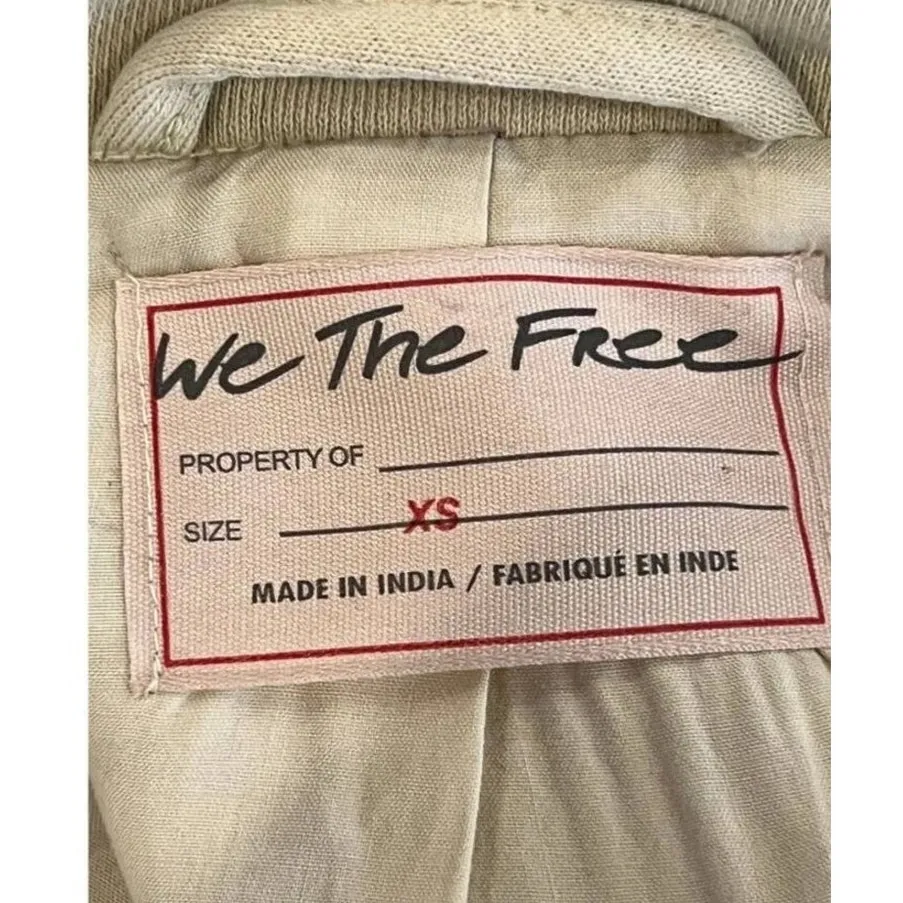 We The Free
PROPERTY OF
SIZE XS
MADE IN INDIA / FABRIQUÉ EN INDE